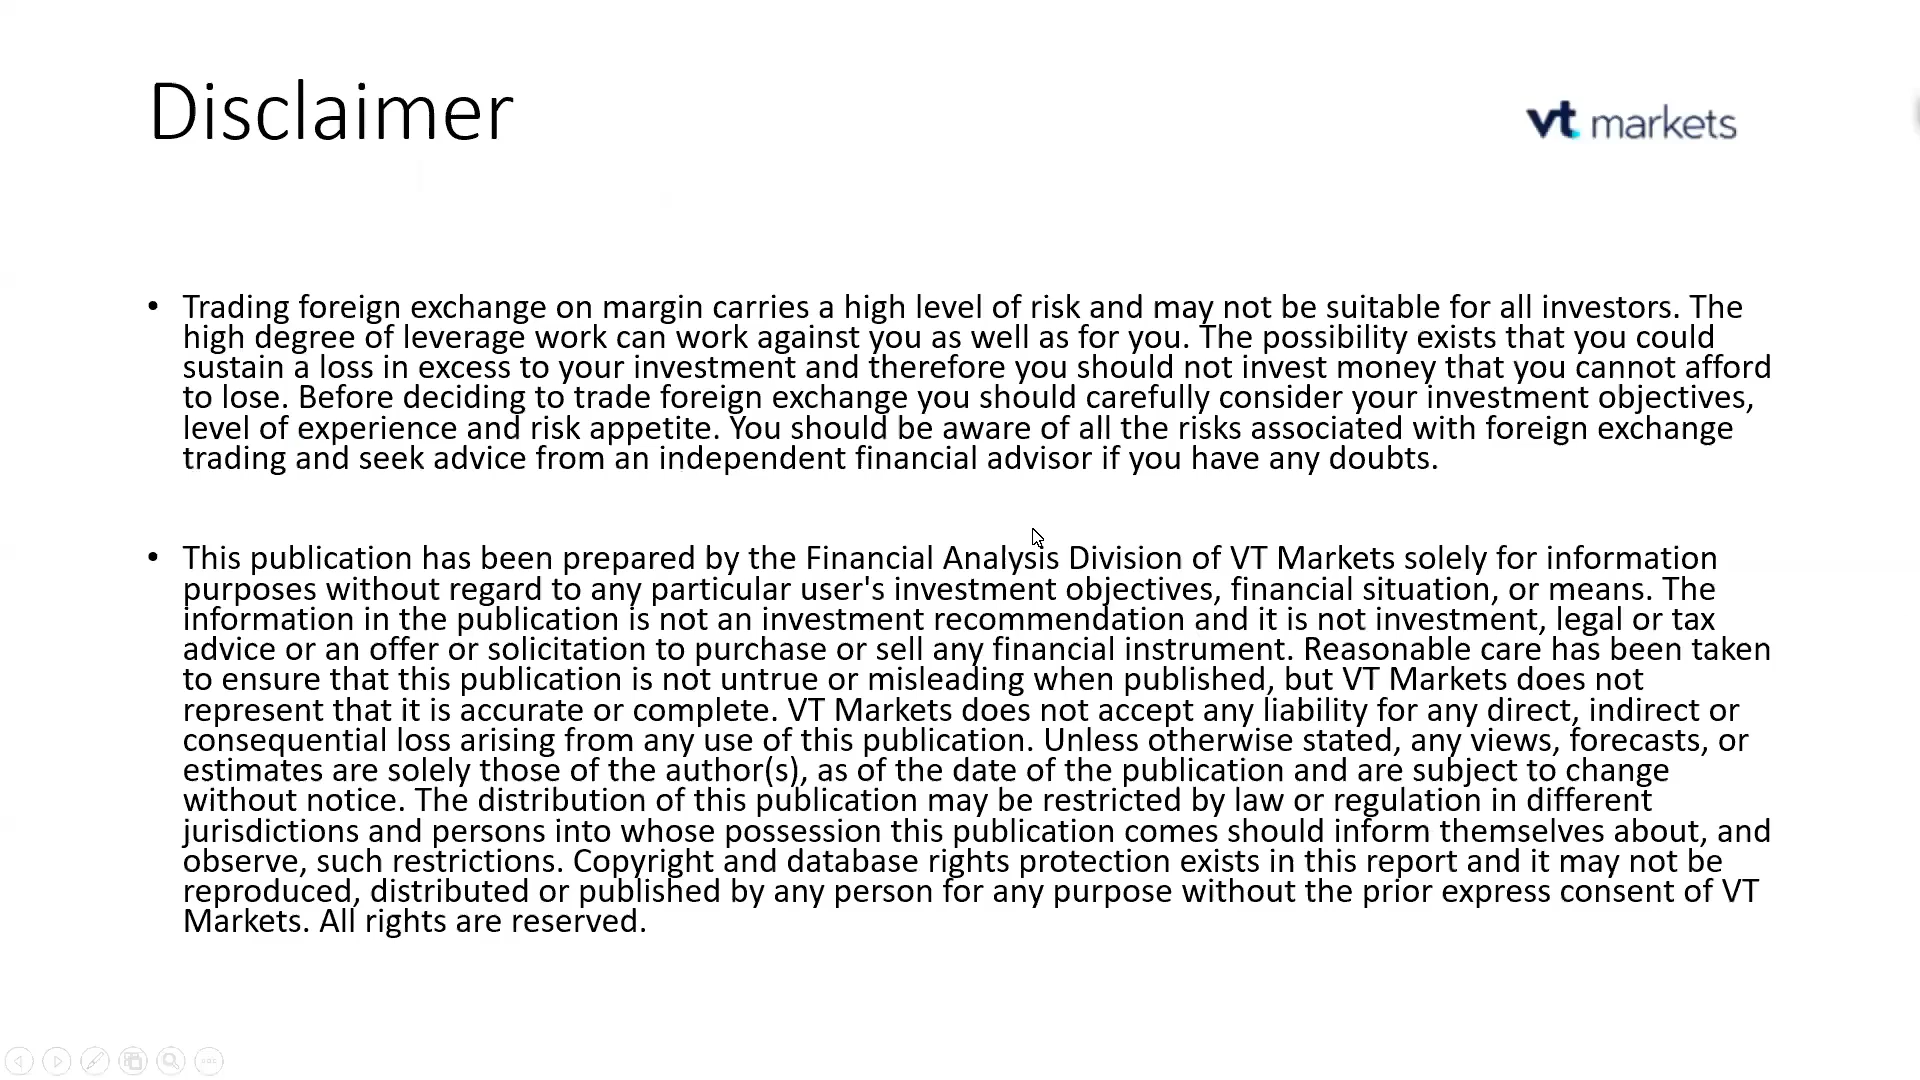 Disclaimer
vt markets
• Trading foreign exchange on margin carries a high level of risk and may not be suitable for all investors. The
high degree of leverage work can work against you as well as for you. The possibility exists that you could
sustain a loss in excess to your investment and therefore you should not invest money that you cannot afford
to lose. Before deciding to trade foreign exchange you should carefully consider your investment objectives,
level of experience and risk appetite. You should be aware of all the risks associated with foreign exchange
trading and seek advice from an independent financial advisor if you have any doubts.
• This publication has been prepared by the Financial Analysis Division of VT Markets solely for information
purposes without regard to any particular user's investment objectives, financial situation, or means. The
information in the publication is not an investment recommendation and it is not investment, legal or tax
advice or an offer or solicitation to purchase or sell any financial instrument. Reasonable care has been taken
to ensure that this publication is not untrue or misleading when published, but VT Markets does not
represent that it is accurate or complete. VT Markets does not accept any liability for any direct, indirect or
consequential loss arising from any use of this publication. Unless otherwise stated, any views, forecasts, or
estimates are solely those of the author(s), as of the date of the publication and are subject to change
without notice. The distribution of this publication may be restricted by law or regulation in different
jurisdictions and persons into whose possession this publication comes should inform themselves about, and
observe, such restrictions. Copyright and database rights protection exists in this report and it may not be
reproduced, distributed or published by any person for any purpose without the prior express consent of VT
Markets. All rights are reserved.